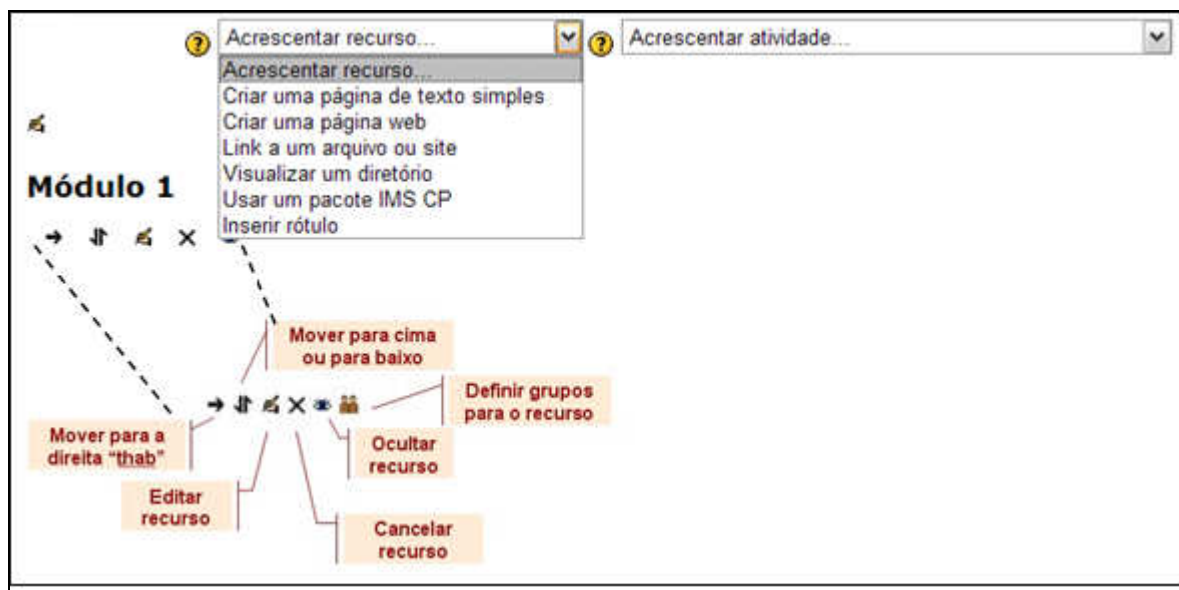 Acrescentar recurso...
Acrescentar atividade...
Acrescentar recurso...
Criar uma página de texto simples
Criar uma página web
Link a um arquivo ou site
Visualizar um diretório
Usar um pacote IMS CP
Inserir rótulo
Módulo 1
Mover para cima
ou para baixo
Definir grupos
para o recurso
Mover para a
direita “thab”
Ocultar
recurso
Editar
recurso
Cancelar
recurso